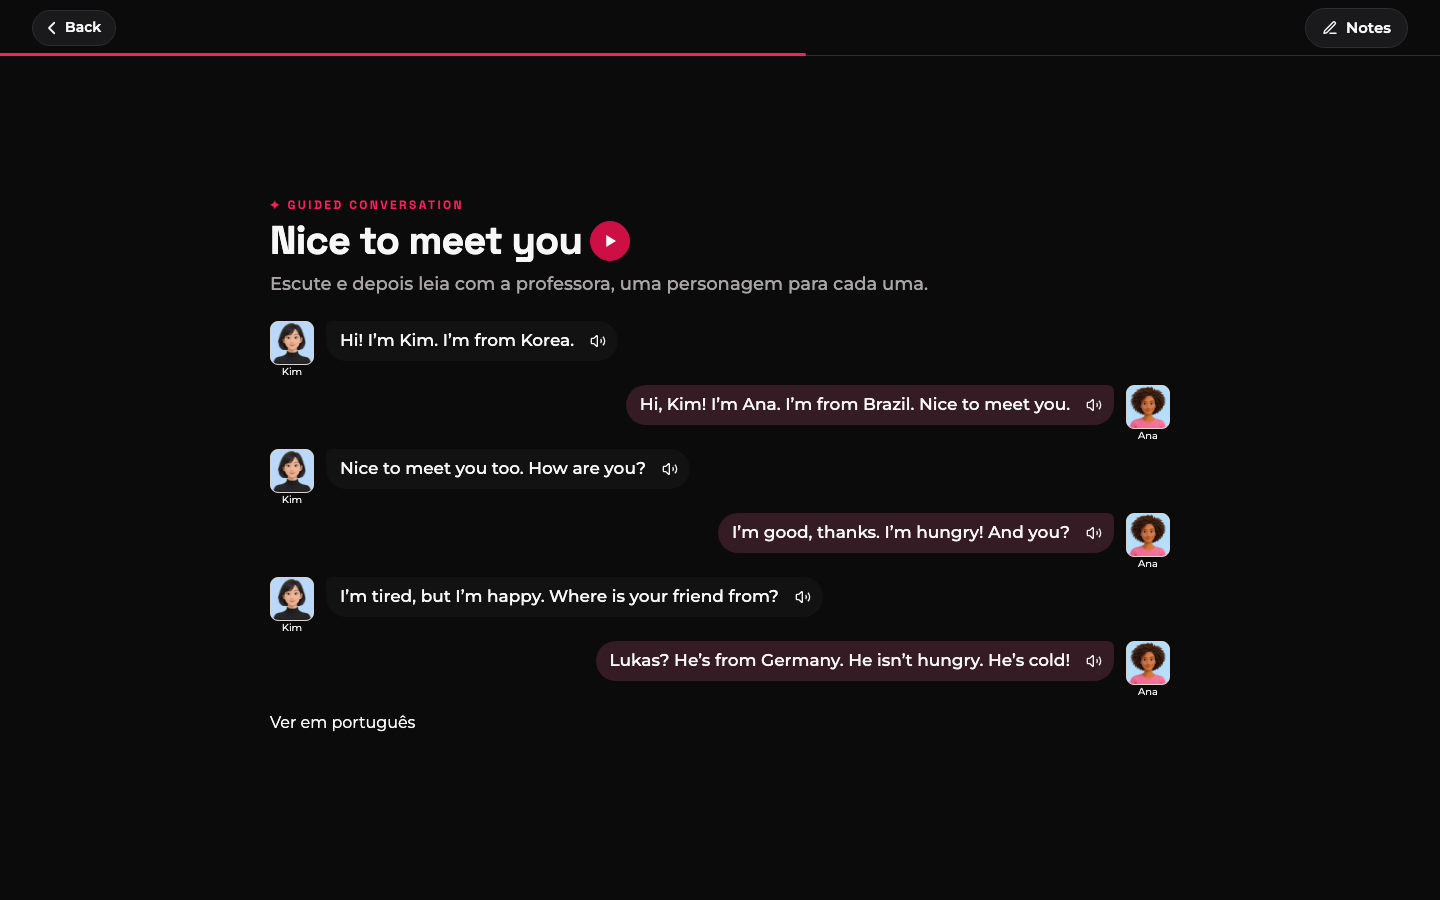 Back
Notes
✦ GUIDED CONVERSATION
Nice to meet you
Escute e depois leia com a professora, uma personagem para cada uma.
Hi! I’m Kim. I’m from Korea.
Kim
Hi, Kim! I’m Ana. I’m from Brazil. Nice to meet you.
Ana
Nice to meet you too. How are you?
Kim
I’m good, thanks. I’m hungry! And you?
Ana
I’m tired, but I’m happy. Where is your friend from?
Kim
Lukas? He’s from Germany. He isn’t hungry. He’s cold!
Ana
Ver em português